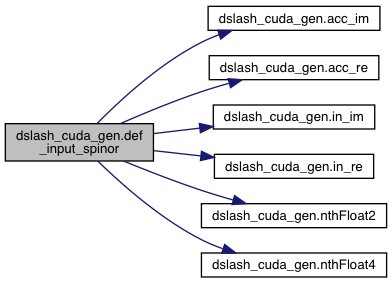 dslash_cuda_gen.acc_im
dslash_cuda_gen.acc_re
dslash_cuda_gen.def
_input_spinor
dslash_cuda_gen.in_im
dslash_cuda_gen.in_re
dslash_cuda_gen.nthFloat2
dslash_cuda_gen.nthFloat4